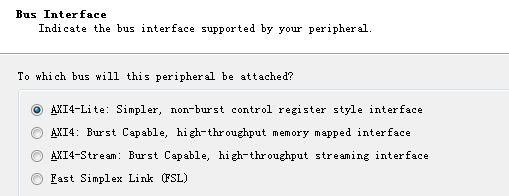 Bus Interface
Indicate the bus interface supported by your peripheral.
To which bus will this peripheral be attached?
AXI4-Lite: Simpler, non-burst control register style interface
AXI4: Burst Capable, high-throughput memory mapped interface
AXI4-Stream: Burst Capable, high-throughput streaming interface
Fast Simplex Link (FSL)